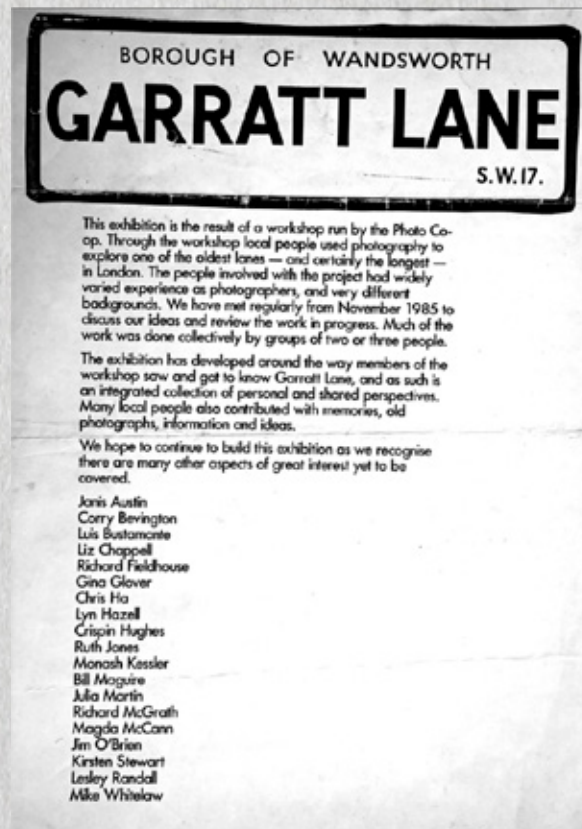 BOROUGH OF WANDSWORTH
GARRATT LANE
S.W.17.
This exhibition is the result of a workshop run by the Photo Co-
op. Through the workshop local people used photography to
explore one of the oldest lanes — and certainly the longest —
in London. The people involved with the project had widely
varied experience as photographers, and very different
backgrounds. We have met regularly from November 1985 to
discuss our ideas and review the work in progress. Much of the
work was done collectively by groups of two or three people.
The exhibition has developed around the way members of the
workshop saw and got to know Garratt Lane, and as such is
an integrated collection of personal and shared perspectives.
Many local people also contributed with memories, old
photographs, information and ideas.
We hope to continue to build this exhibition as we recognise
there are many other aspects of great interest yet to be
covered.
Janis Austin
Corry Bevington
Luis Bustamante
Liz Chappell
Richard Fieldhouse
Gina Glover
Chris Ha
Lyn Hazell
Crispin Hughes
Ruth Jones
Monash Kessler
Bill Maguire
Julia Martin
Richard McGrath
Magda McCann
Jim O'Brien
Kirsten Stewart
Lesley Randall
Mike Whitelaw